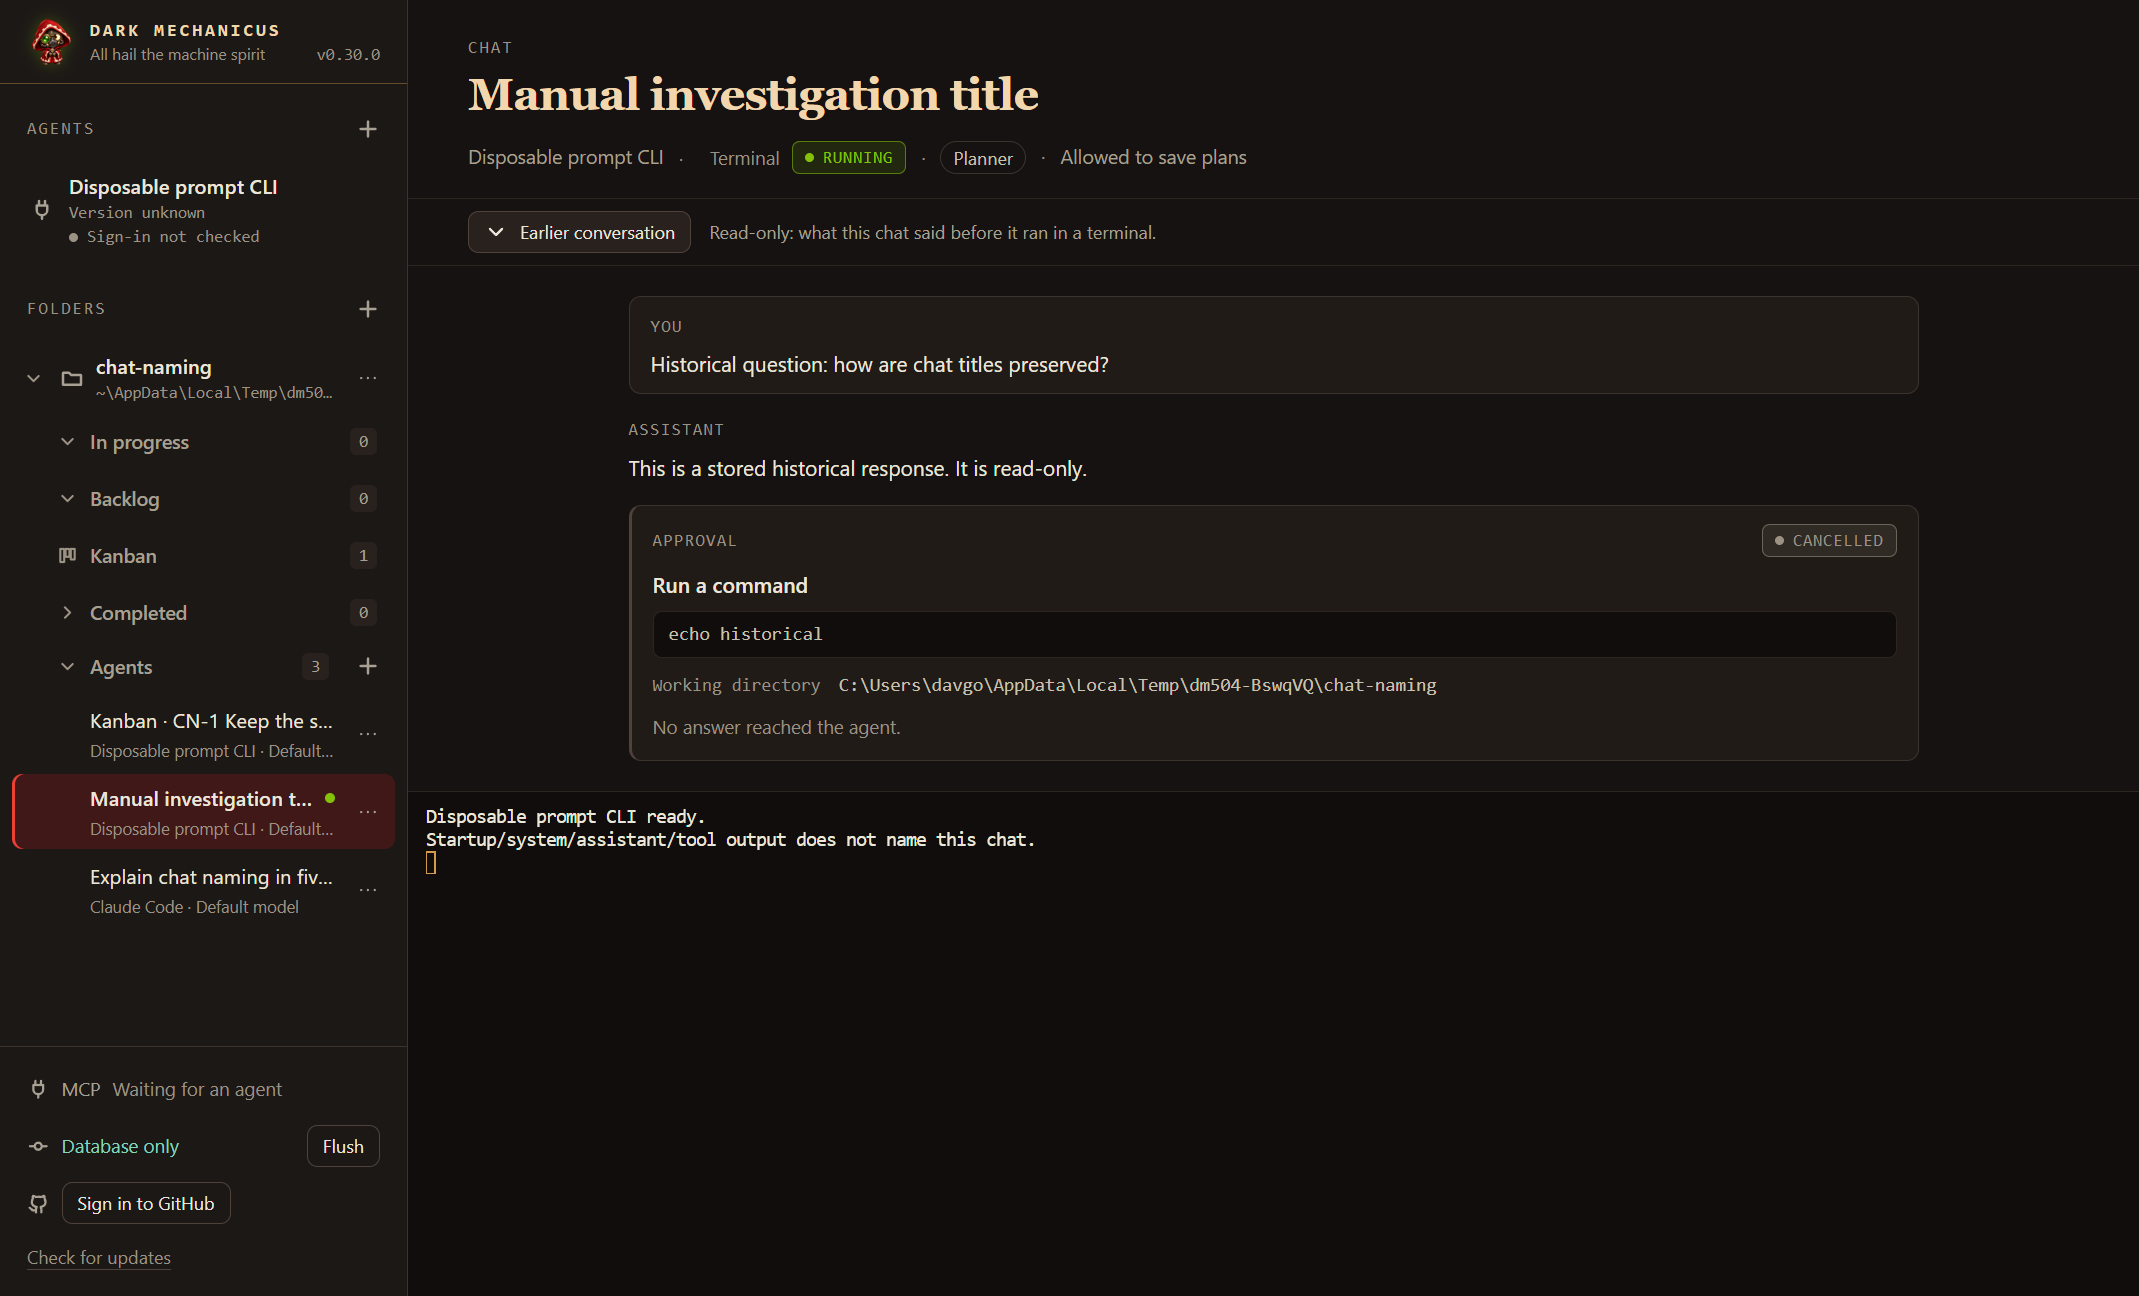 DARK MECHANICUS
All hail the machine spirit
v0.30.0
AGENTS
Disposable prompt CLI
Version unknown
Sign-in not checked
FOLDERS
chat-naming
~\AppData\Local\Temp\dm50…
In progress
0
Backlog
0
Kanban
1
Completed
0
Agents
3
Kanban · CN-1 Keep the s…
Disposable prompt CLI · Default…
Manual investigation t…
Disposable prompt CLI · Default…
Explain chat naming in fiv…
Claude Code · Default model
MCP Waiting for an agent
Database only
Flush
Sign in to GitHub
Check for updates
CHAT
Manual investigation title
Disposable prompt CLI · Terminal RUNNING · Planner · Allowed to save plans
Earlier conversation
Read-only: what this chat said before it ran in a terminal.
YOU
Historical question: how are chat titles preserved?
ASSISTANT
This is a stored historical response. It is read-only.
APPROVAL
CANCELLED
Run a command
echo historical
Working directory C:\Users\davgo\AppData\Local\Temp\dm504-BswqVQ\chat-naming
No answer reached the agent.
Disposable prompt CLI ready.
Startup/system/assistant/tool output does not name this chat.